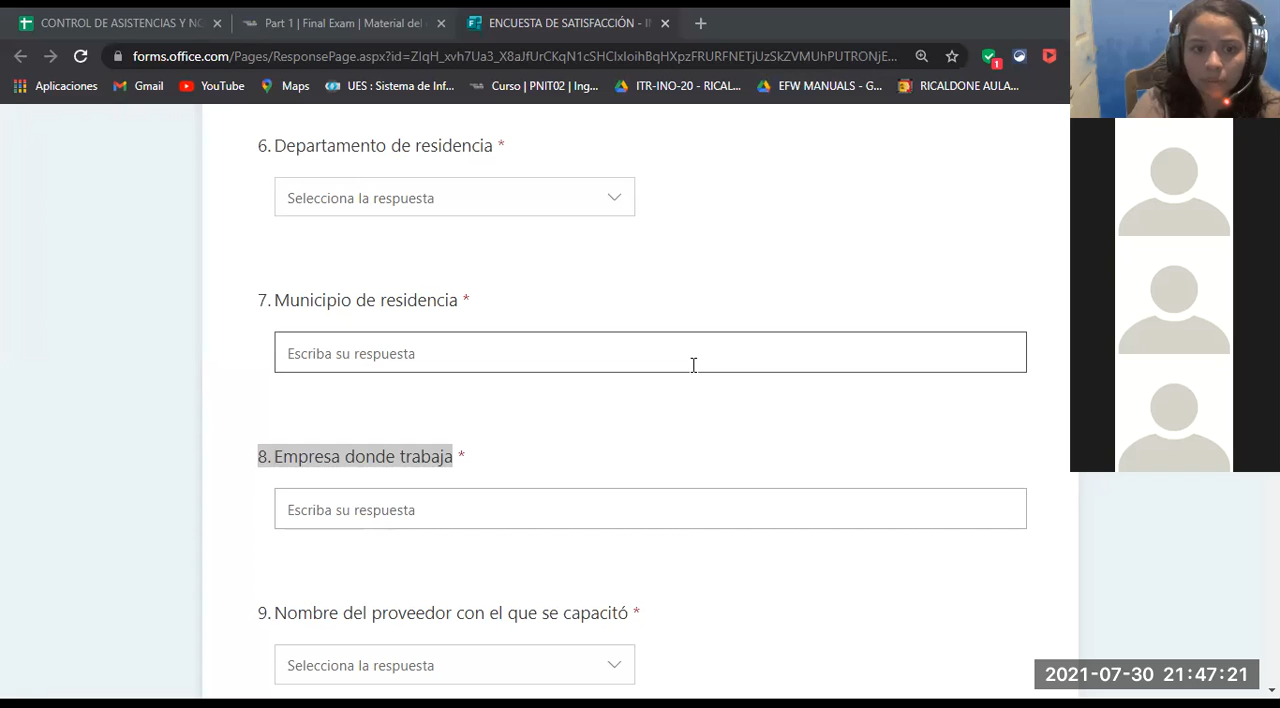 CONTROL DE ASISTENCIAS Y NO
Part 1 | Final Exam | Material del
ENCUESTA DE SATISFACCIÓN - I
forms.office.com/Pages/ResponsePage.aspx?id=ZIqH_xvh7Ua3_X8aJfUrCKqN1cSHCIxIoihBqHXpzFRURFNETjUzSkZVMUhPUTRONjE...
1
Aplicaciones
Gmail
YouTube
Maps
UES : Sistema de Inf...
Curso | PNIT02 | Ing...
ITR-INO-20 - RICAL...
EFW MANUALS - G...
RICALDONE AULA...
6. Departamento de residencia *
Selecciona la respuesta
7. Municipio de residencia *
Escriba su respuesta
8. Empresa donde trabaja *
Escriba su respuesta
9. Nombre del proveedor con el que se capacitó *
Selecciona la respuesta
2021-07-30 21:47:21